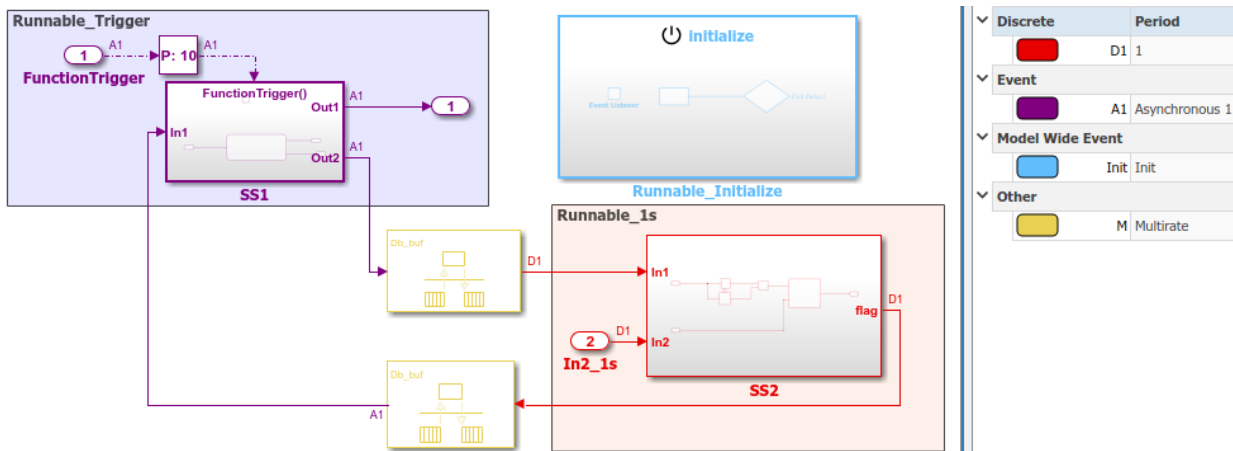 Runnable_Trigger
A1
A1
1
P: 10
FunctionTrigger
FunctionTrigger()
Out1
A1
1
In1
Out2
A1
SS1
initialize
Event Listener
Runnable_Initialize
Db_buf
D1
Runnable_1s
In1
In2
flag
D1
2
D1
In2_1s
SS2
Db_buf
A1
Discrete Period
D1 1
Event
A1 Asynchronous 1
Model Wide Event
Init Init
Other
M Multirate